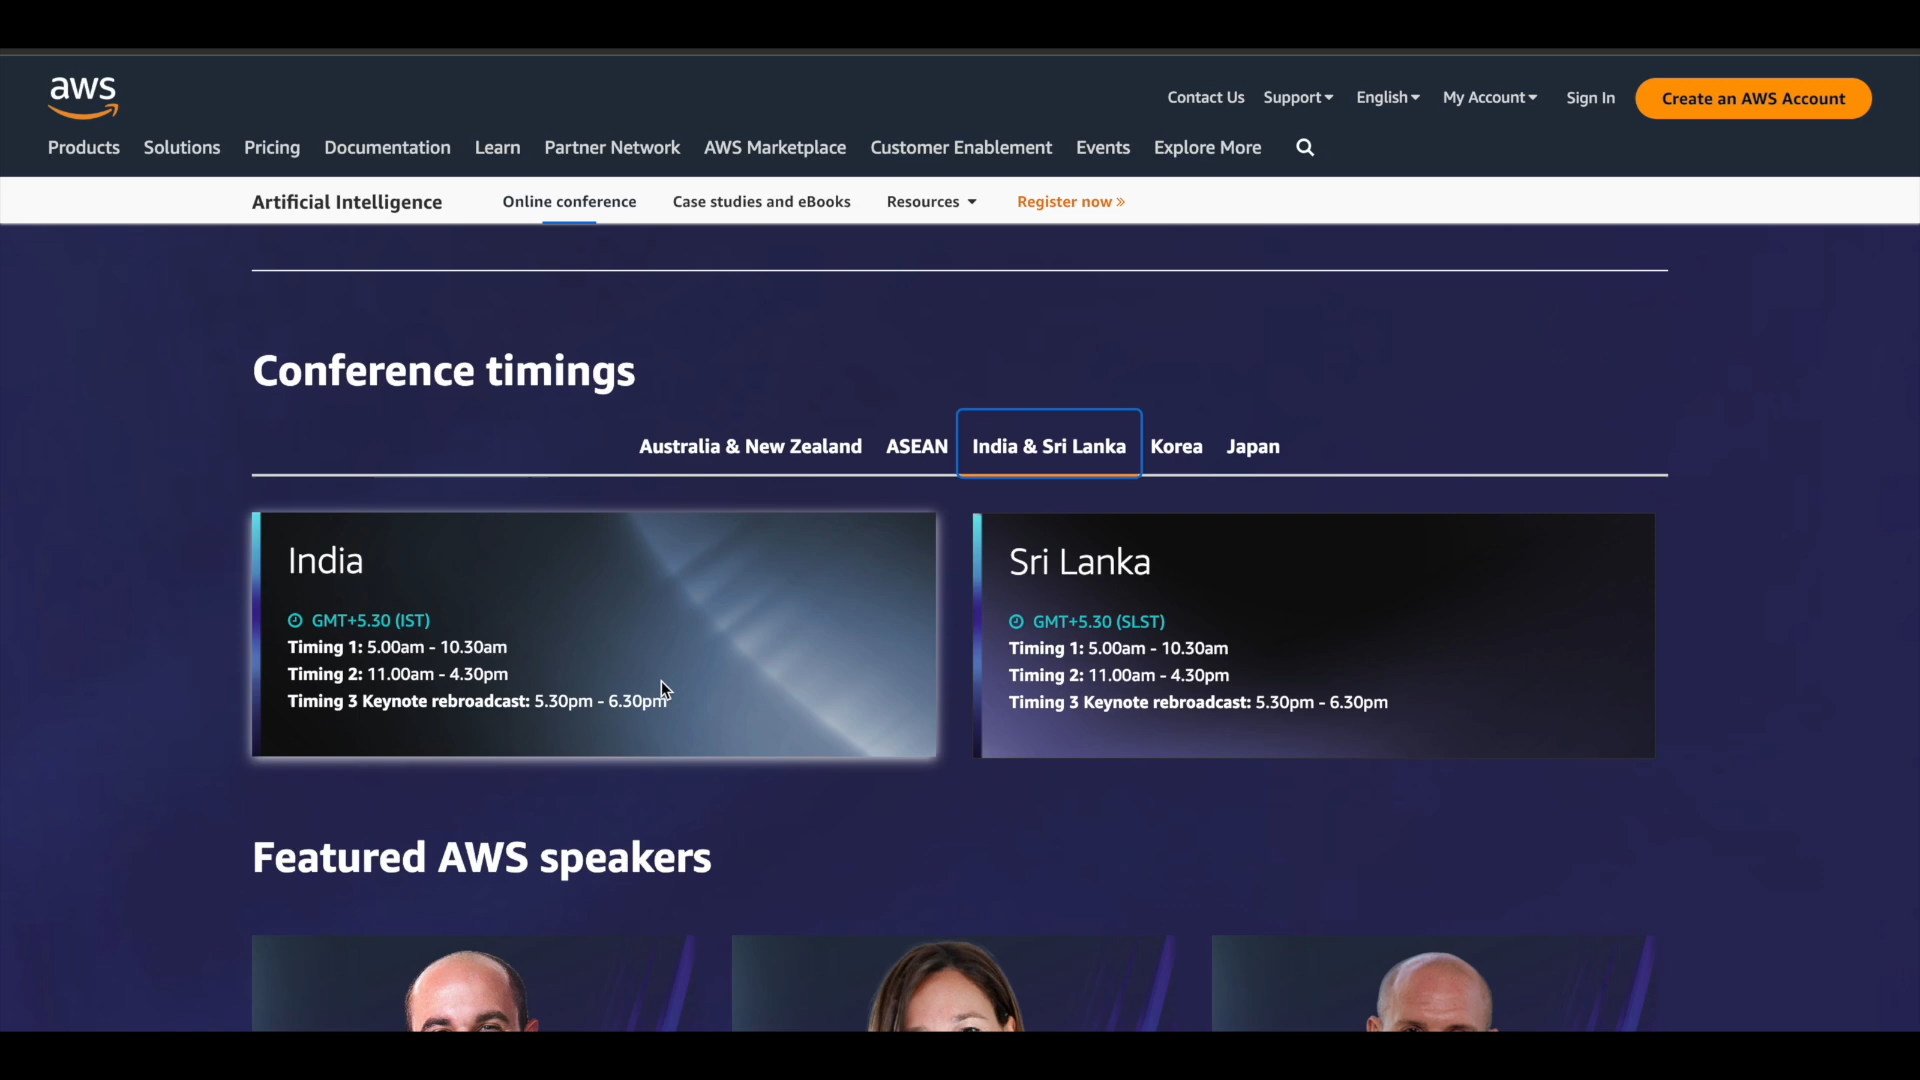 aws
Contact Us Support English My Account Sign In Create an AWS Account
Products Solutions Pricing Documentation Learn Partner Network AWS Marketplace Customer Enablement Events Explore More
Artificial Intelligence Online conference Case studies and eBooks Resources Register now »
Conference timings
Australia & New Zealand ASEAN India & Sri Lanka Korea Japan
India
GMT+5.30 (IST)
Timing 1: 5.00am - 10.30am
Timing 2: 11.00am - 4.30pm
Timing 3 Keynote rebroadcast: 5.30pm - 6.30pm
Sri Lanka
GMT+5.30 (SLST)
Timing 1: 5.00am - 10.30am
Timing 2: 11.00am - 4.30pm
Timing 3 Keynote rebroadcast: 5.30pm - 6.30pm
Featured AWS speakers